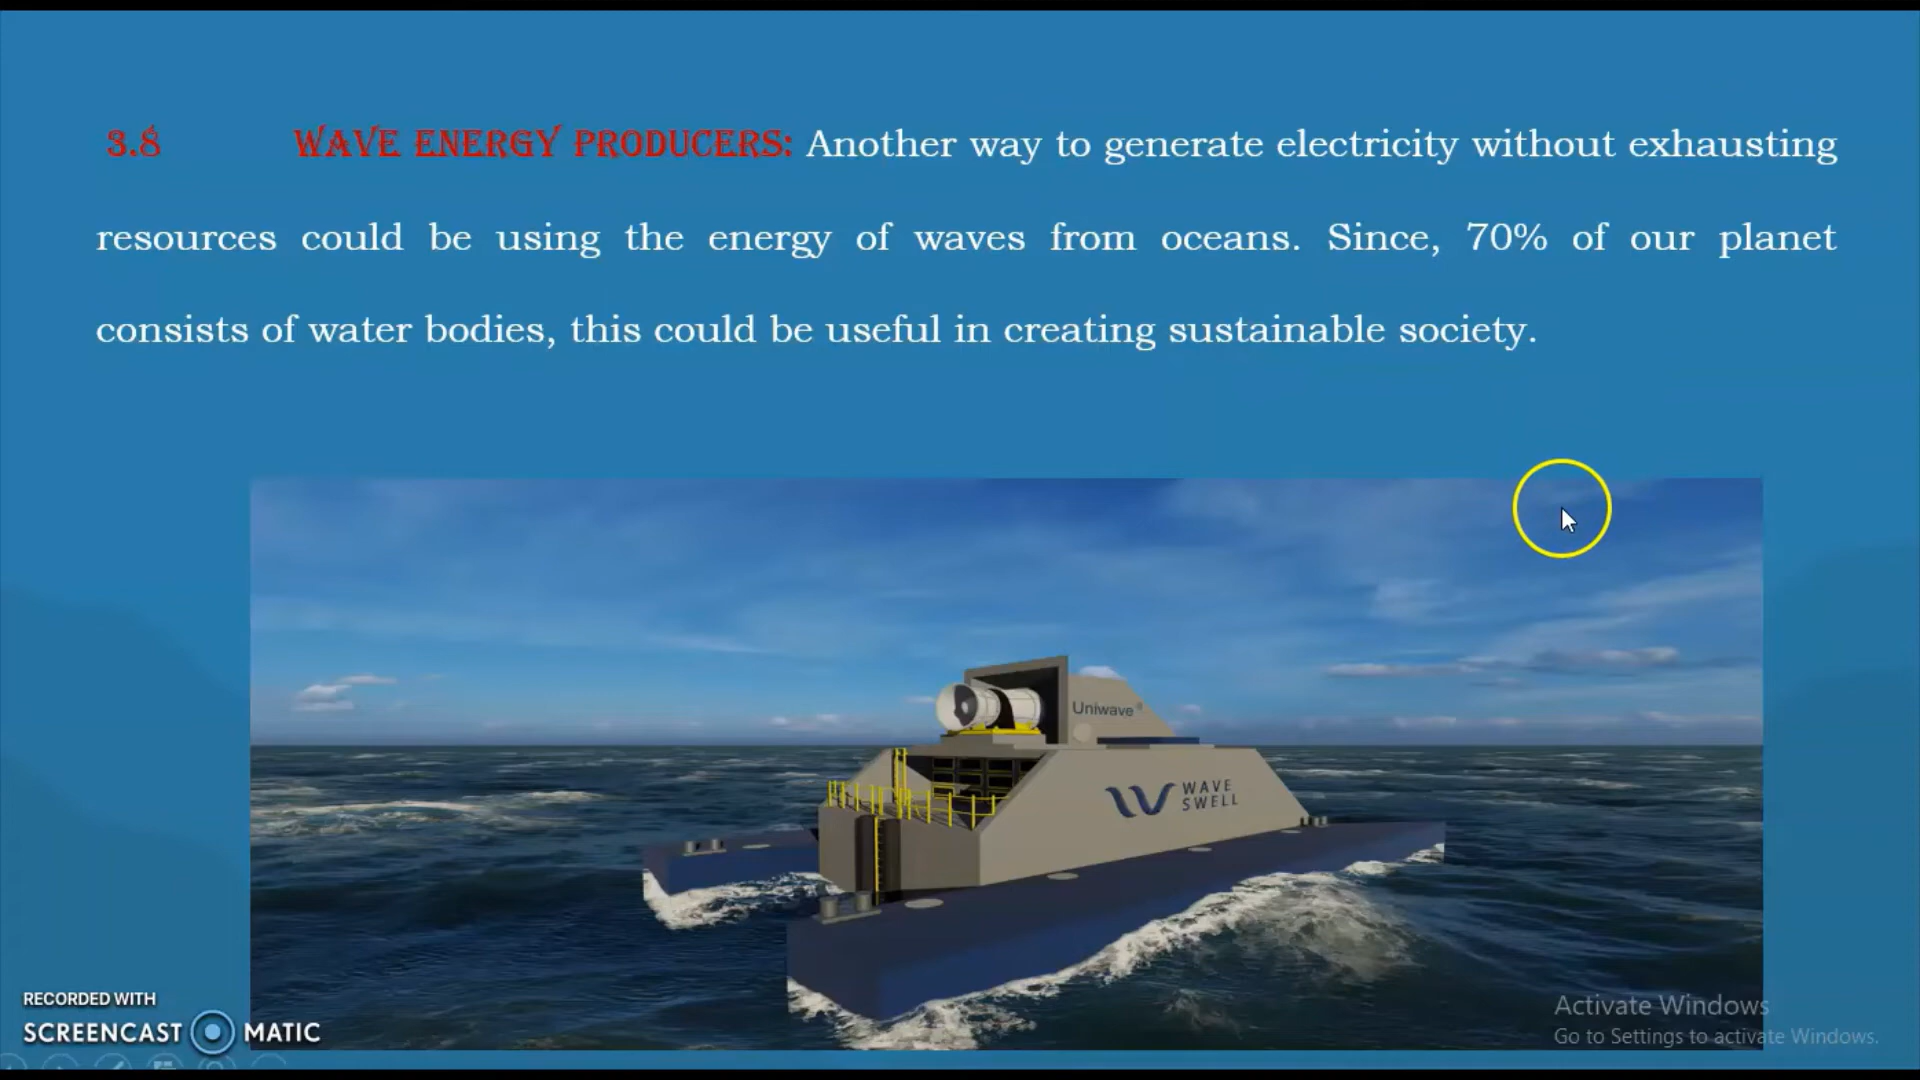 3.8 WAVE ENERGY PRODUCERS: Another way to generate electricity without exhausting
resources could be using the energy of waves from oceans. Since, 70% of our planet
consists of water bodies, this could be useful in creating sustainable society.
Uniwave®
WAVE
SWELL
RECORDED WITH
SCREENCAST MATIC
Activate Windows
Go to Settings to activate Windows.